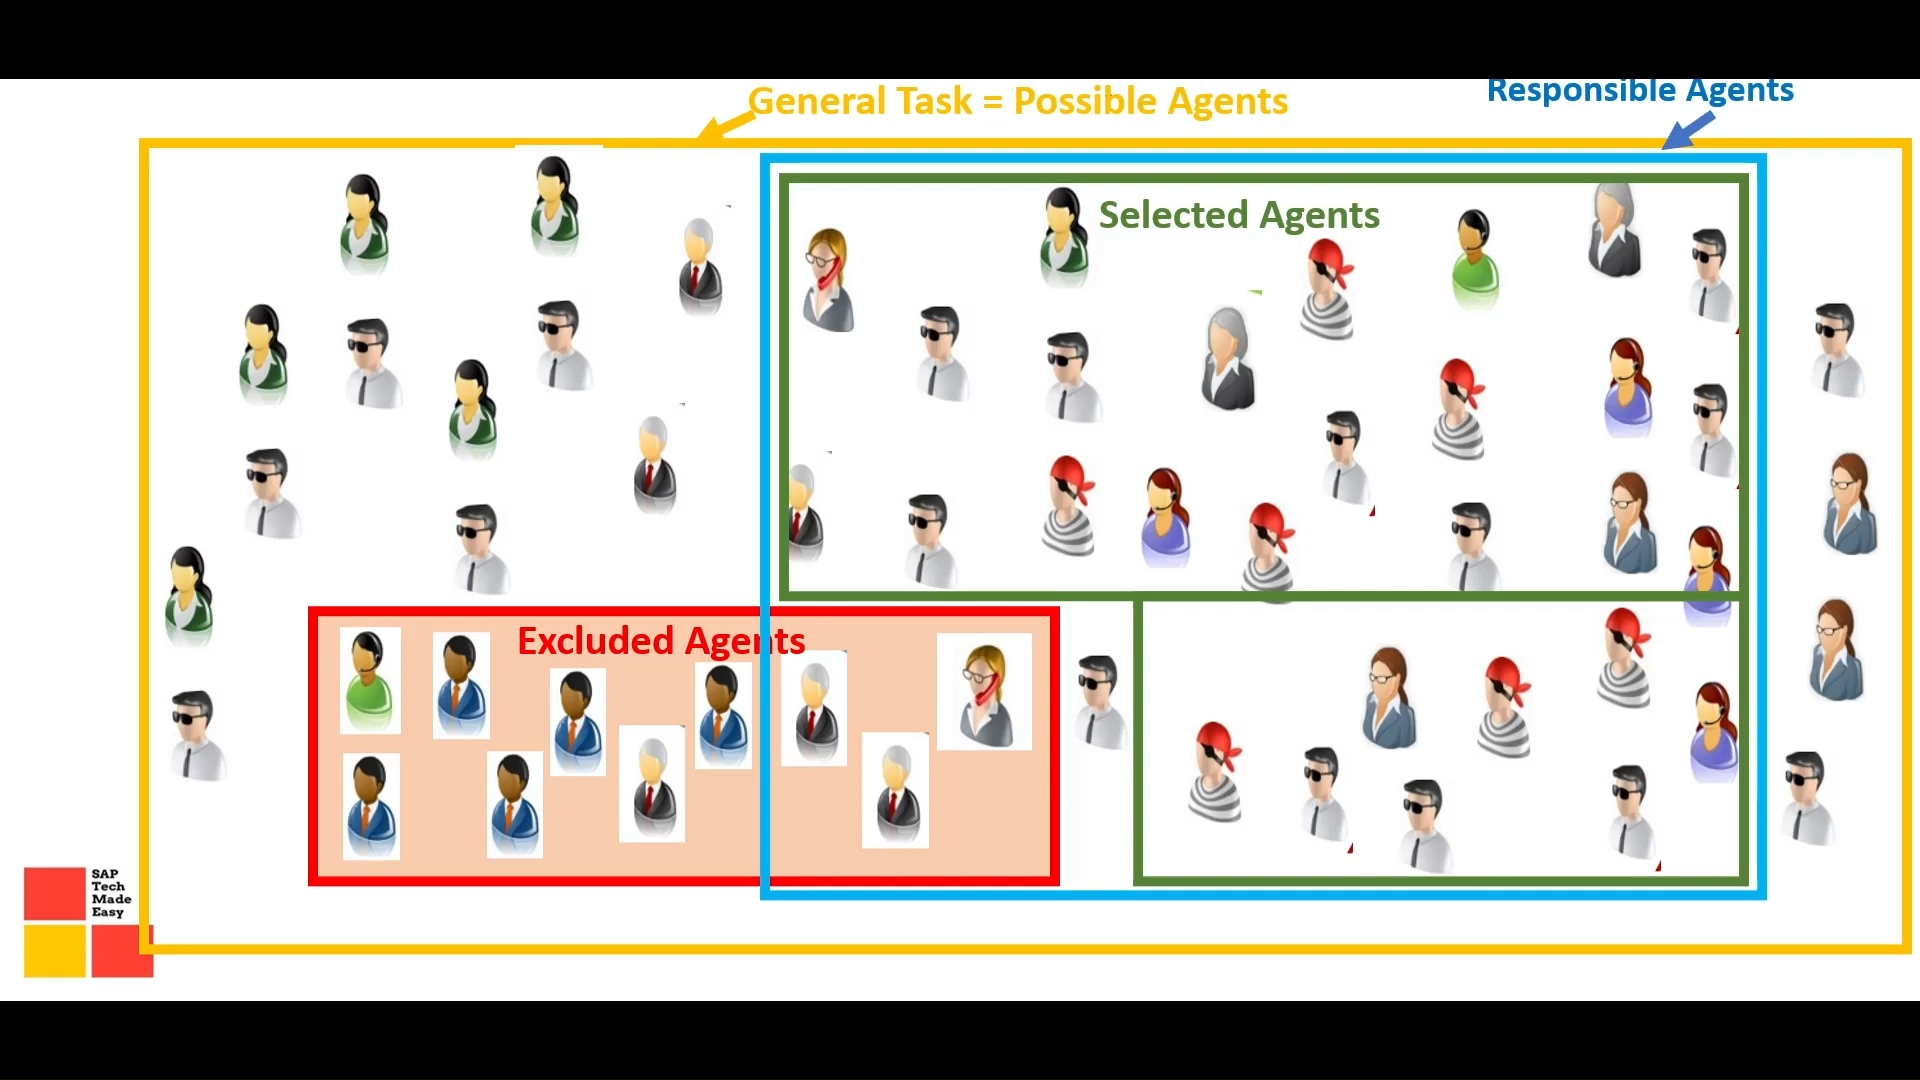 General Task = Possible Agents
Responsible Agents
Selected Agents
Excluded Agents
SAP
Tech
Made
Easy